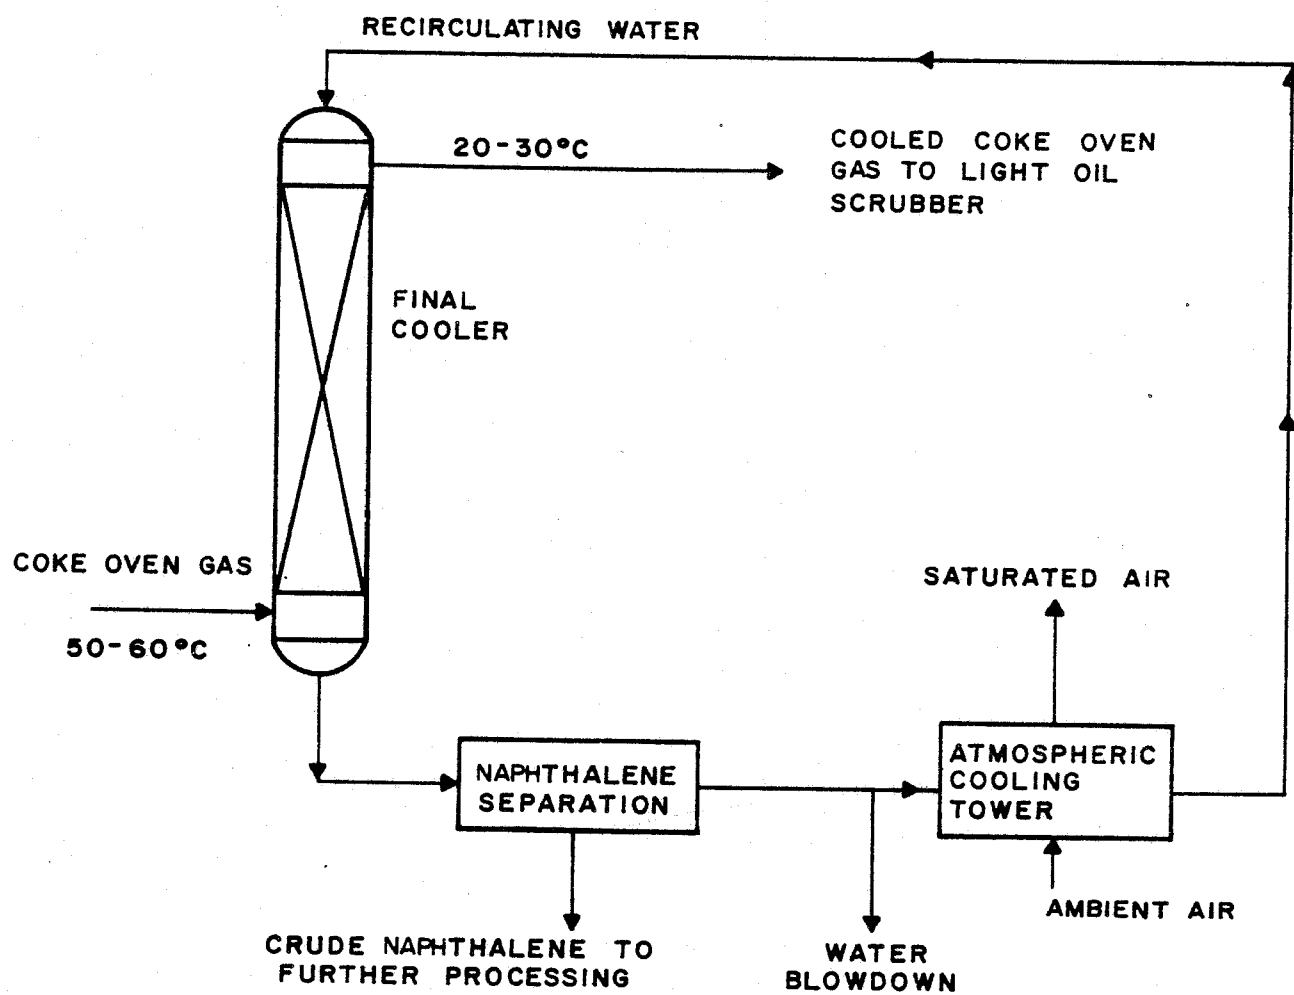 RECIRCULATING WATER
20-30°C
COOLED COKE OVEN
GAS TO LIGHT OIL
SCRUBBER
FINAL
COOLER
COKE OVEN GAS
50-60°C
SATURATED AIR
NAPHTHALENE
SEPARATION
ATMOSPHERIC
COOLING
TOWER
AMBIENT AIR
CRUDE NAPHTHALENE TO
FURTHER PROCESSING
WATER
BLOWDOWN